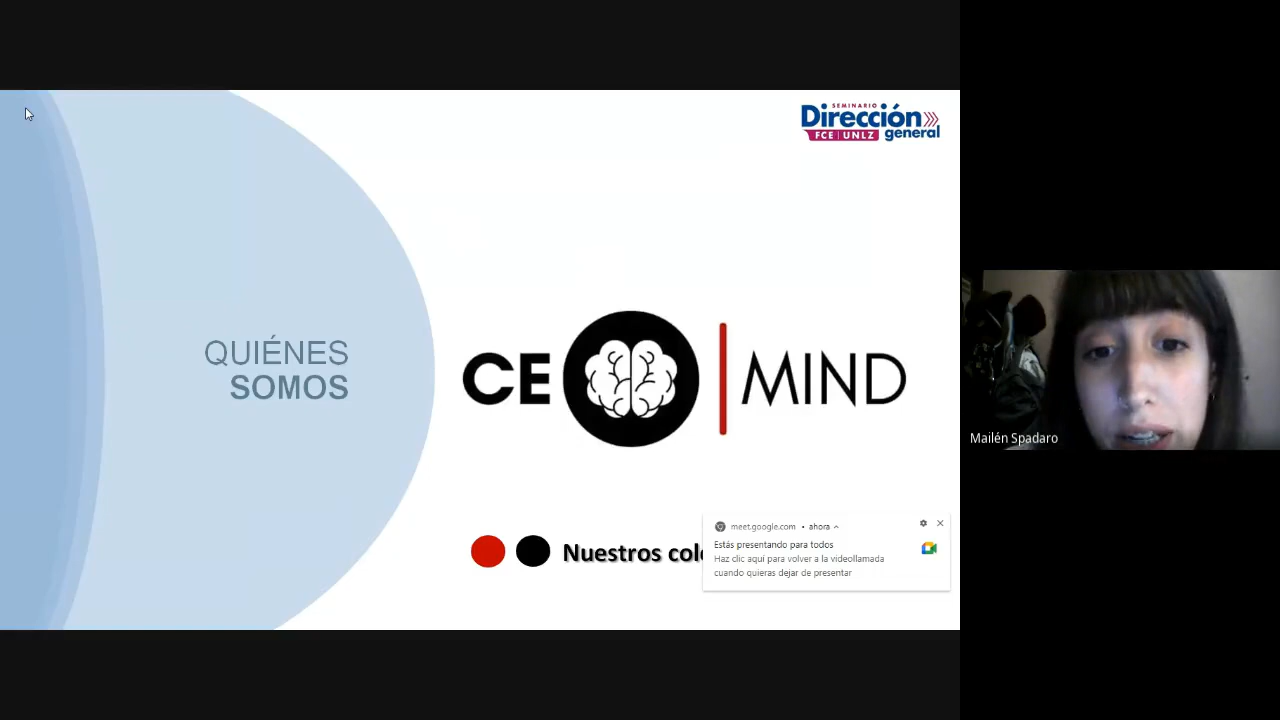 SEMINARIO
Dirección
FCE | UNLZ general
QUIÉNES
SOMOS
CE MIND
Nuestros
meet.google.com • ahora
Estás presentando para todos
Haz clic aquí para volver a la videollamada
cuando quieras dejar de presentar
Mailén Spadaro